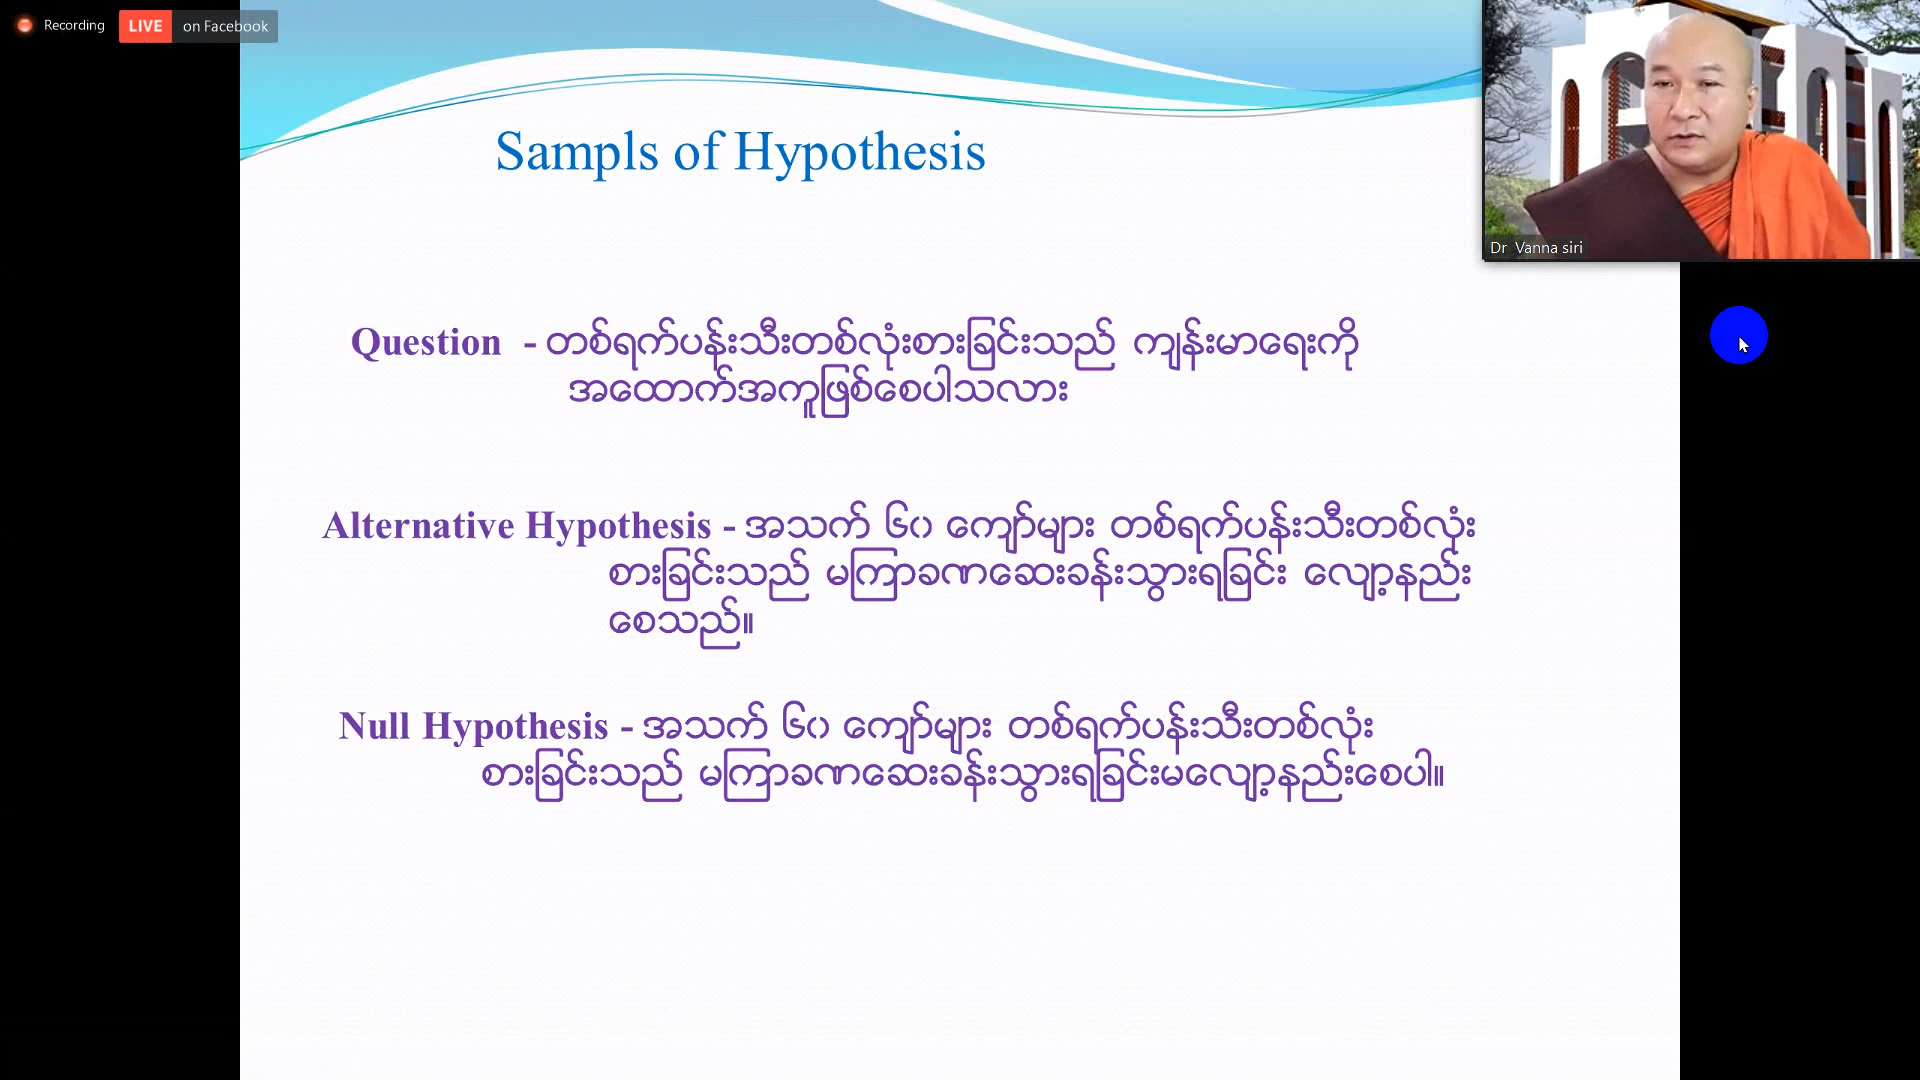 Recording
LIVE on Facebook
Sampls of Hypothesis
Dr Vanna siri
Question - တစ်ရက်ပန်းသီးတစ်လုံးစားခြင်းသည် ကျန်းမာရေးကို
အထောက်အကူဖြစ်စေပါသလား
Alternative Hypothesis - အသက် ၆၀ ကျော်များ တစ်ရက်ပန်းသီးတစ်လုံး
စားခြင်းသည် မကြာခဏဆေးခန်းသွားရခြင်း လျော့နည်း
စေသည်။
Null Hypothesis - အသက် ၆၀ ကျော်များ တစ်ရက်ပန်းသီးတစ်လုံး
စားခြင်းသည် မကြာခဏဆေးခန်းသွားရခြင်းမလျော့နည်းစေပါ။